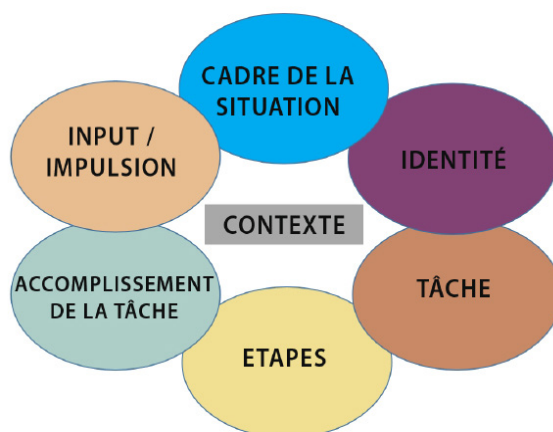 CADRE DE LA
SITUATION
INPUT /
IMPULSION
IDENTITÉ
CONTEXTE
ACCOMPLISSEMENT
DE LA TÂCHE
TÂCHE
ETAPES